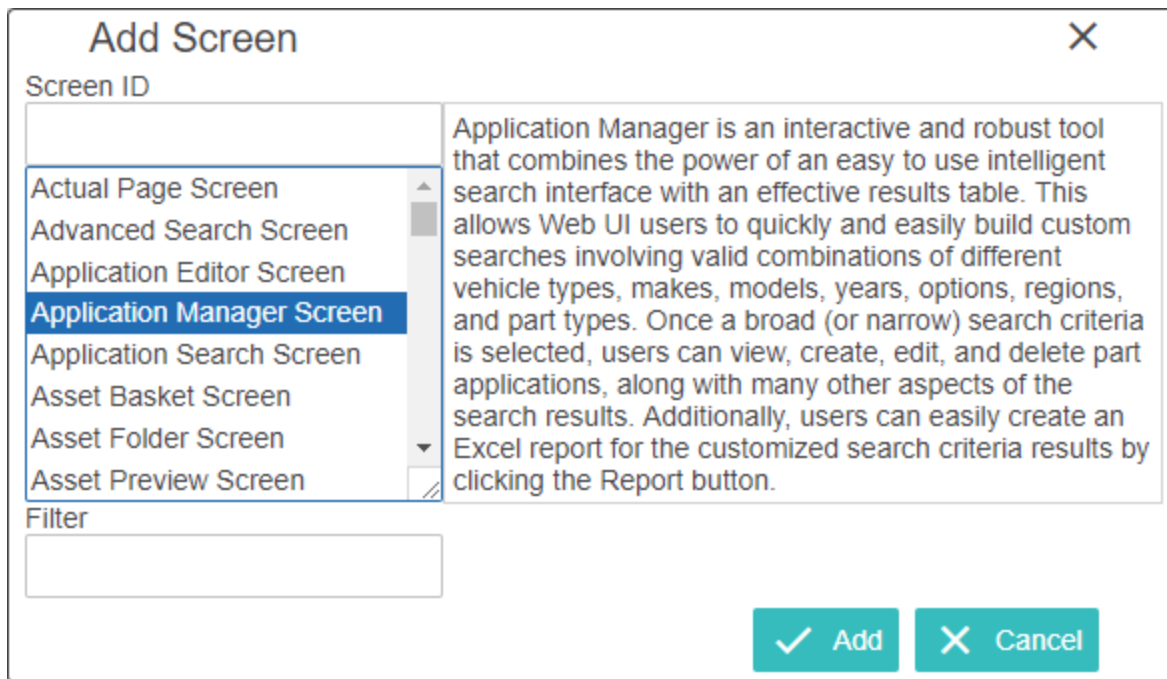 Add Screen
Screen ID
Actual Page Screen
Advanced Search Screen
Application Editor Screen
Application Manager Screen
Application Search Screen
Asset Basket Screen
Asset Folder Screen
Asset Preview Screen
Application Manager is an interactive and robust tool
that combines the power of an easy to use intelligent
search interface with an effective results table. This
allows Web UI users to quickly and easily build custom
searches involving valid combinations of different
vehicle types, makes, models, years, options, regions,
and part types. Once a broad (or narrow) search criteria
is selected, users can view, create, edit, and delete part
applications, along with many other aspects of the
search results. Additionally, users can easily create an
Excel report for the customized search criteria results by
clicking the Report button.
Filter
Add
Cancel